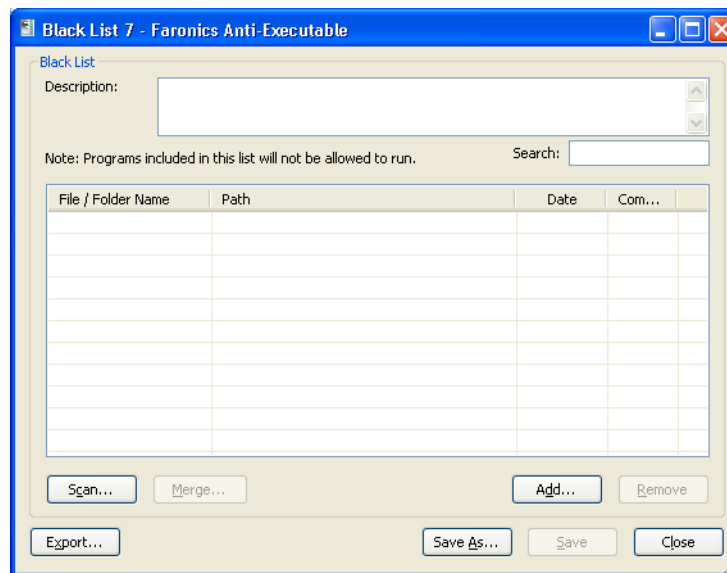 Black List 7 - Faronics Anti-Executable
Black List
Description:
Note: Programs included in this list will not be allowed to run.
Search:
File / Folder Name Path Date Com...
Scan... Merge... Add... Remove
Export... Save As... Save Close